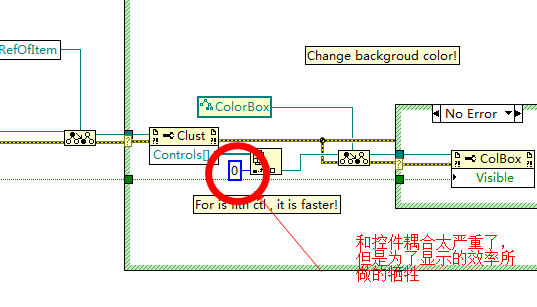 RefOfItem
Change backgroud color!
ColorBox
No Error
Clust
Controls[]
ColBox
Visible
0
For is fifth ctl, it is faster!
和控件耦合太严重了，
但是为了显示的效率所
做的牺牲